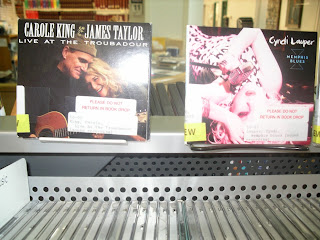 CAROLE KING & JAMES TAYLOR
LIVE AT THE TROUBADOUR
PLEASE DO NOT
RETURN IN BOOK DROP
Cyndi Lauper
MEMPHIS
BLUES
PLEASE DO NOT
RETURN IN BOOK DROP
EW